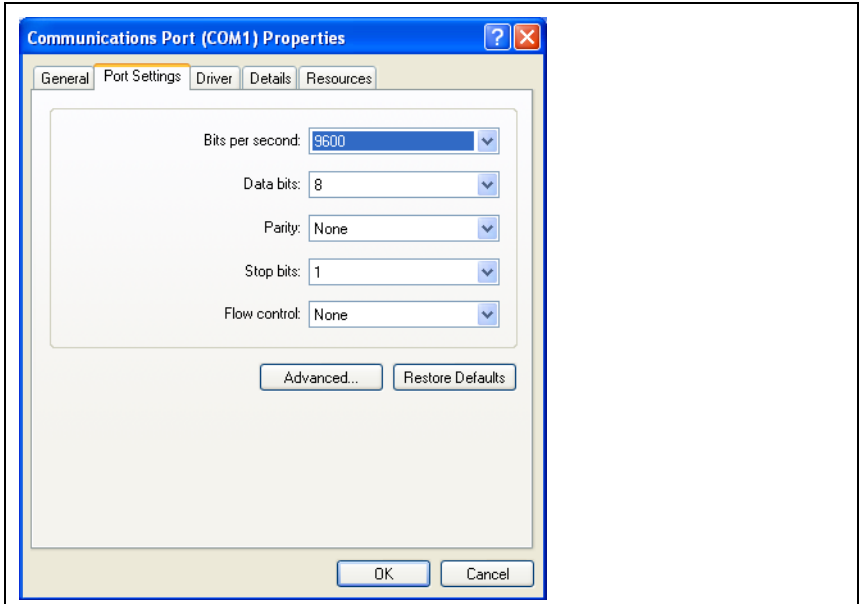 Communications Port (COM1) Properties
General Port Settings Driver Details Resources
Bits per second: 9600
Data bits: 8
Parity: None
Stop bits: 1
Flow control: None
Advanced... Restore Defaults
OK Cancel